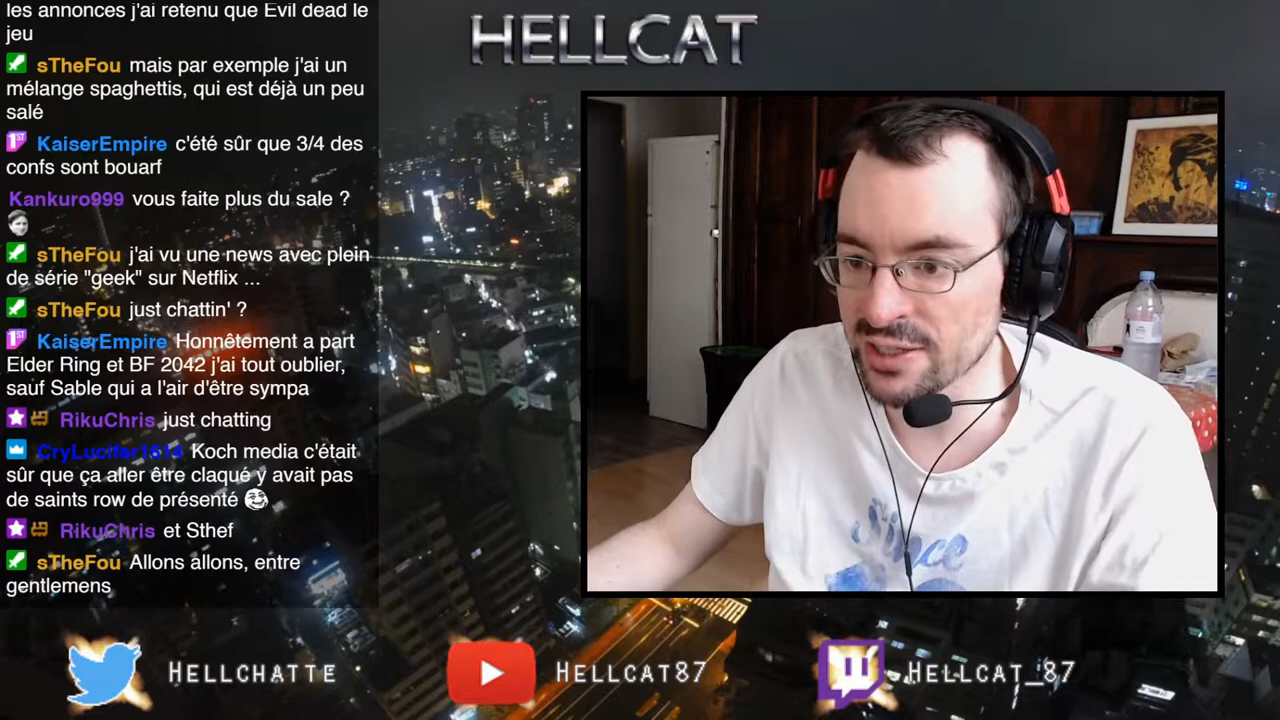 les annonces j'ai retenu que Evil dead le
jeu
HELLCAT
sTheFou mais par exemple j'ai un
mélange spaghettis, qui est déjà un peu
salé
1ST KaiserEmpire c'été sûr que 3/4 des
confs sont bouarf
Kankuro999 vous faite plus du sale ?
sTheFou j'ai vu une news avec plein
de série "geek" sur Netflix ...
sTheFou just chattin' ?
1ST KaiserEmpire Honnêtement a part
Elder Ring et BF 2042 j'ai tout oublier,
sauf Sable qui a l'air d'être sympa
RikuChris just chatting
CryLucifer1814 Koch media c'était
sûr que ça aller être claqué y avait pas
de saints row de présenté
RikuChris et Sthef
sTheFou Allons allons, entre
gentlemens
since
HELLCHATTE
HELLCAT87
HELLCAT_87